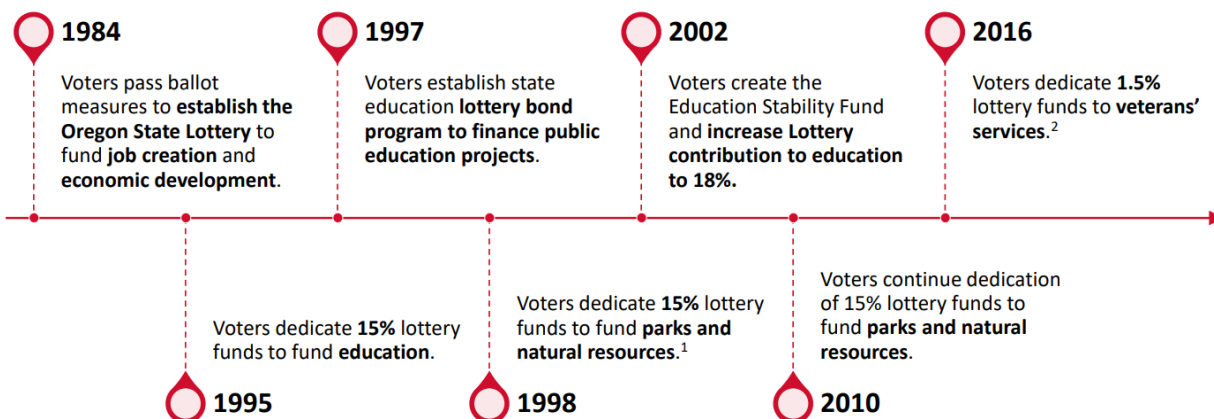 1984
Voters pass ballot
measures to establish the
Oregon State Lottery to
fund job creation and
economic development.
1997
Voters establish state
education lottery bond
program to finance public
education projects.
2002
Voters create the
Education Stability Fund
and increase Lottery
contribution to education
to 18%.
2016
Voters dedicate 1.5%
lottery funds to veterans’
services.²
Voters dedicate 15% lottery
funds to fund education.
1995
Voters dedicate 15% lottery
funds to fund parks and
natural resources.¹
1998
Voters continue dedication
of 15% lottery funds to
fund parks and natural
resources.
2010